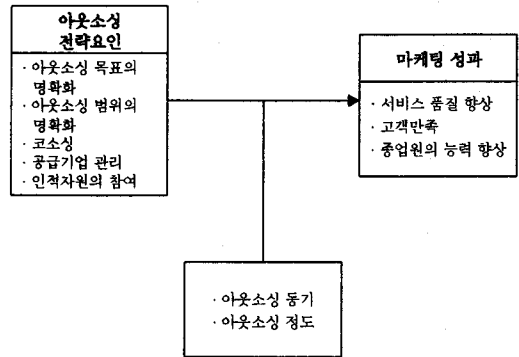 아웃소싱
전략요인
· 아웃소싱 목표의
명확화
· 아웃소싱 범위의
명확화
· 코소싱
· 공급기업 관리
· 인적자원의 참여
마케팅 성과
· 서비스 품질 향상
· 고객만족
· 종업원의 능력 향상
· 아웃소싱 동기
· 아웃소싱 정도